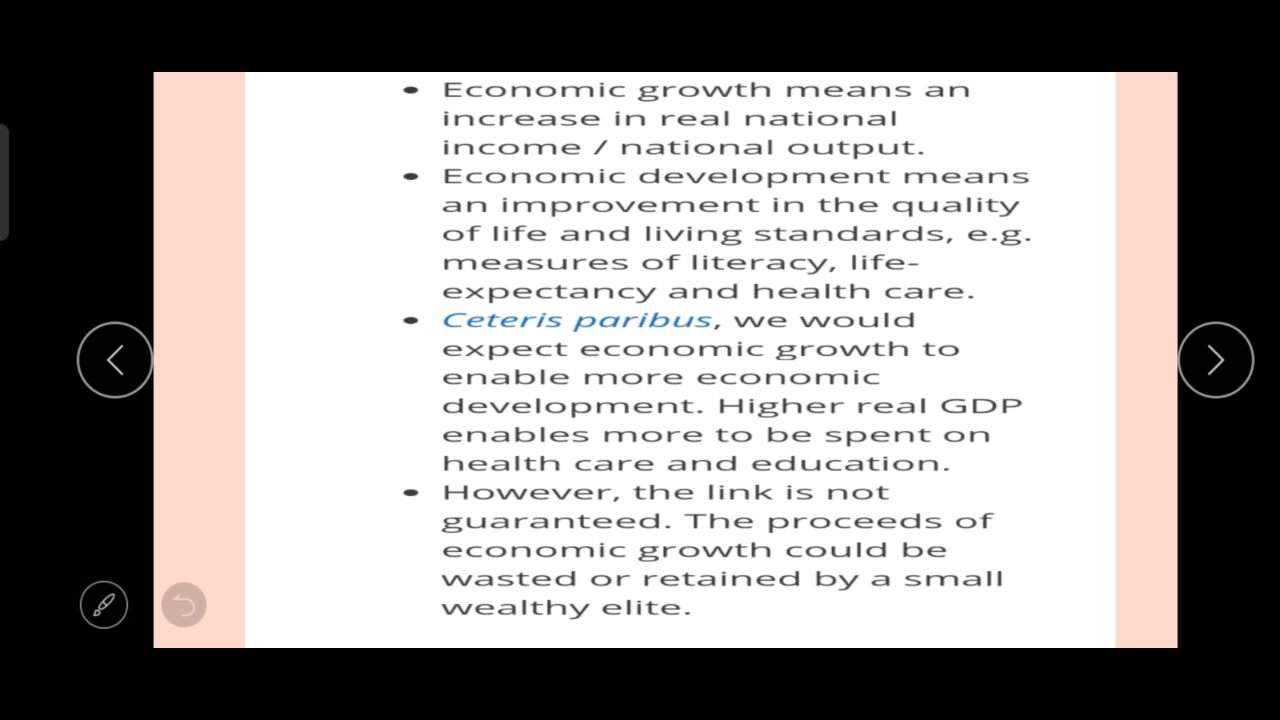 • Economic growth means an
increase in real national
income / national output.
• Economic development means
an improvement in the quality
of life and living standards, e.g.
measures of literacy, life-
expectancy and health care.
• Ceteris paribus, we would
expect economic growth to
enable more economic
development. Higher real GDP
enables more to be spent on
health care and education.
• However, the link is not
guaranteed. The proceeds of
economic growth could be
wasted or retained by a small
wealthy elite.